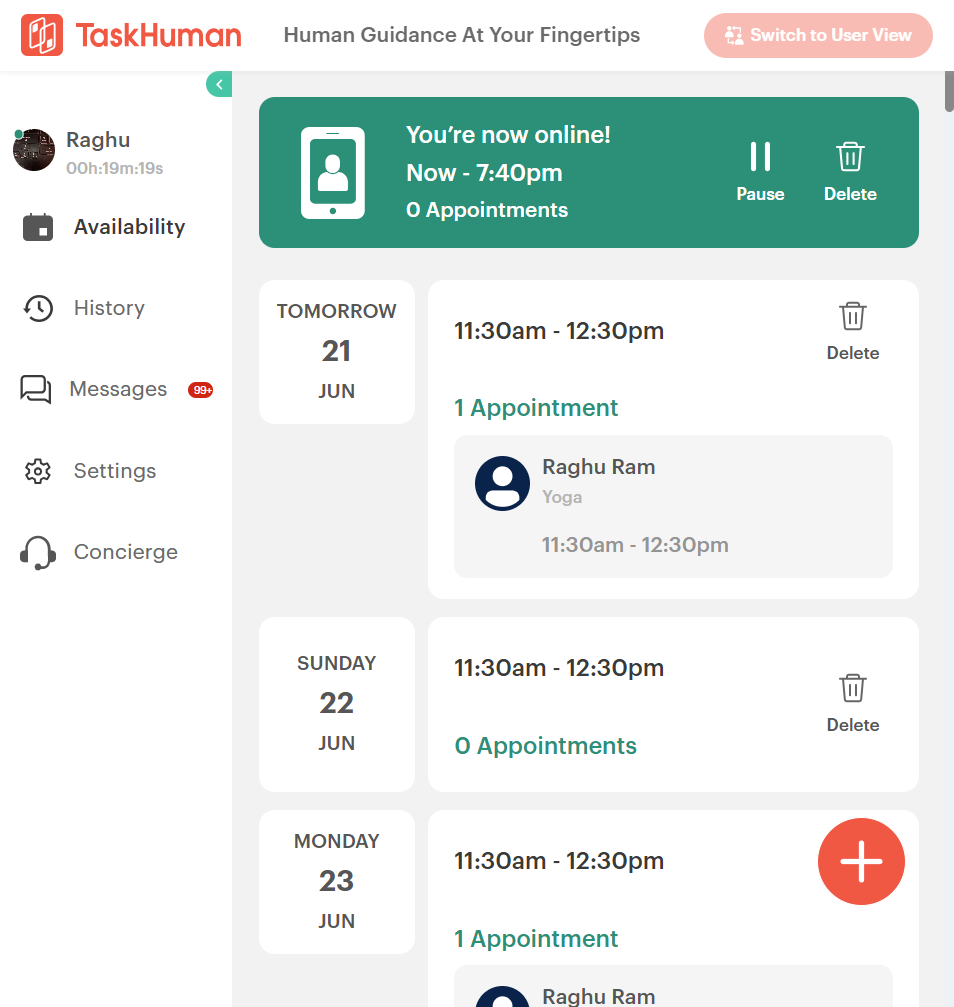 TaskHuman
Human Guidance At Your Fingertips
Switch to User View
Raghu
00h:19m:19s
Availability
History
Messages
99+
Settings
Concierge
You’re now online!
Now - 7:40pm
0 Appointments
Pause
Delete
TOMORROW
21
JUN
11:30am - 12:30pm
Delete
1 Appointment
Raghu Ram
Yoga
11:30am - 12:30pm
SUNDAY
22
JUN
11:30am - 12:30pm
Delete
0 Appointments
MONDAY
23
JUN
11:30am - 12:30pm
1 Appointment
Raghu Ram